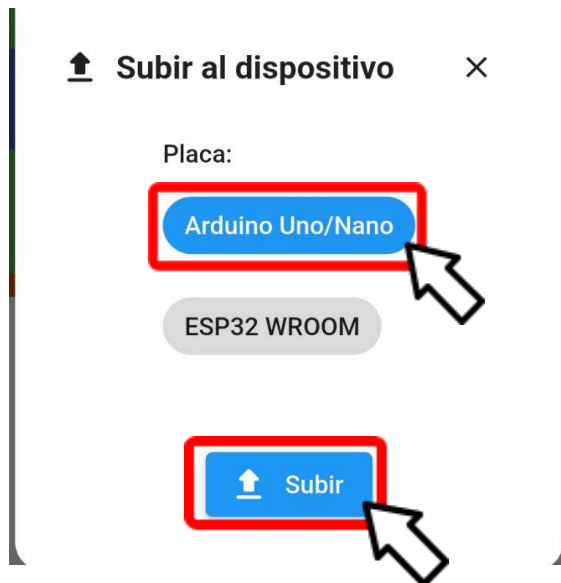 Subir al dispositivo
Placa:
Arduino Uno/Nano
ESP32 WROOM
Subir